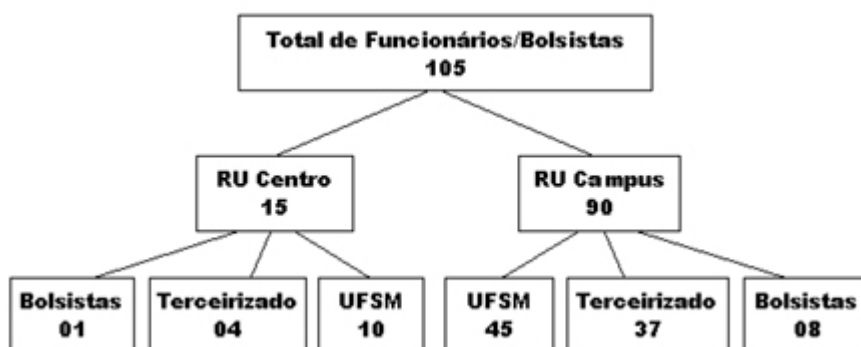 Total de Funcionários/Bolsistas
105
RU Centro
15
RU Campus
90
Bolsistas
01
Terceirizado
04
UFSM
10
UFSM
45
Terceirizado
37
Bolsistas
08